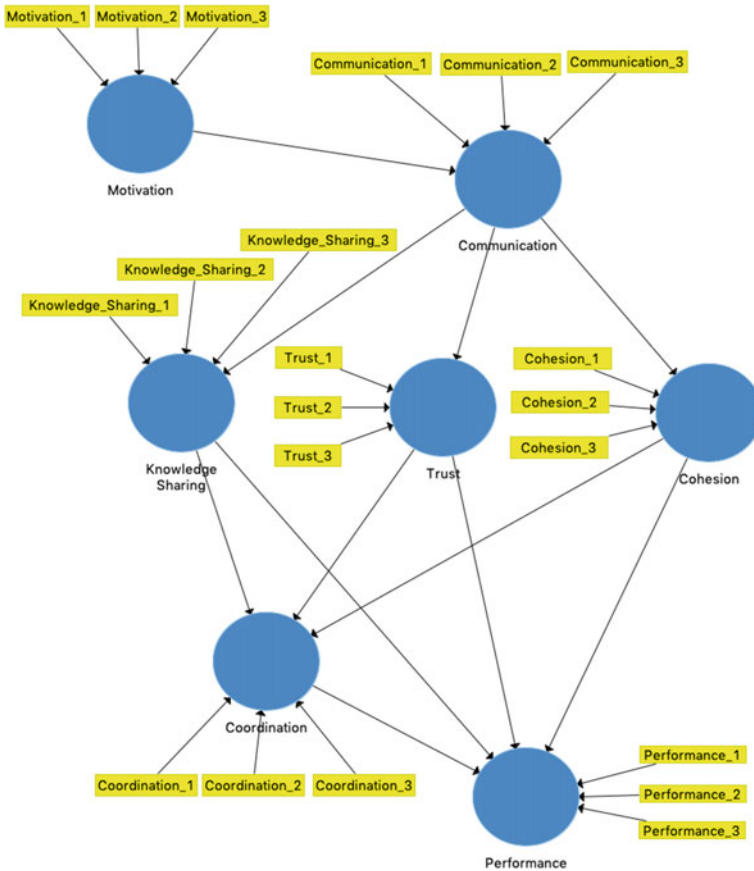 Motivation_1
Motivation_2
Motivation_3
Communication_1
Communication_2
Communication_3
Motivation
Communication
Knowledge_Sharing_3
Knowledge_Sharing_2
Knowledge_Sharing_1
Trust_1
Trust_2
Trust_3
Cohesion_1
Cohesion_2
Cohesion_3
Knowledge
Sharing
Trust
Cohesion
Coordination
Coordination_1
Coordination_2
Coordination_3
Performance_1
Performance_2
Performance_3
Performance